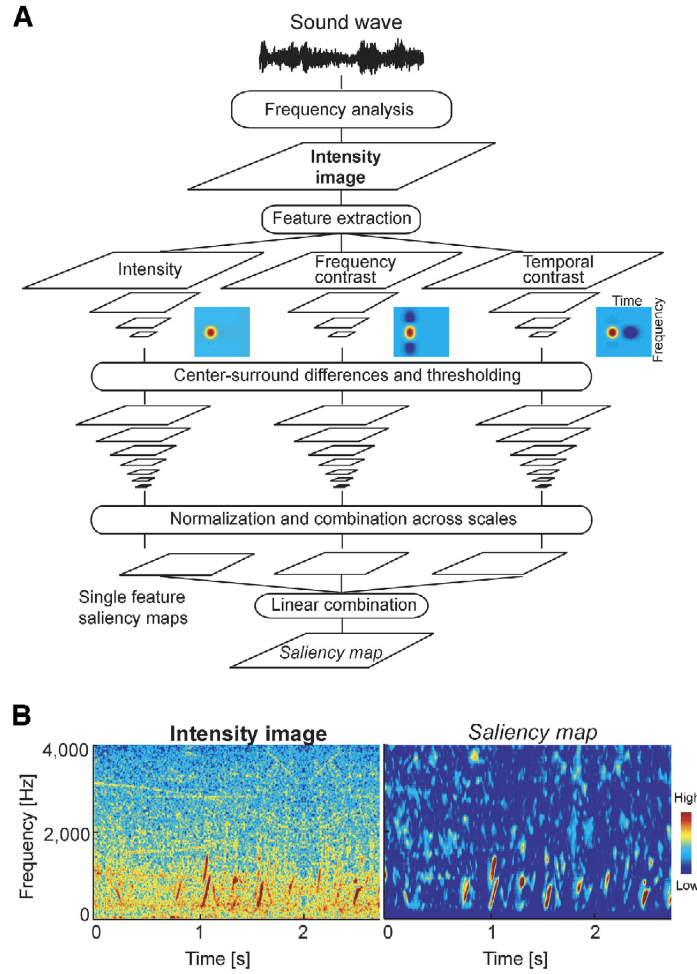 A
Sound wave
Frequency analysis
Intensity
image
Feature extraction
Intensity
Frequency
contrast
Temporal
contrast
Time
Frequency
Center-surround differences and thresholding
Normalization and combination across scales
Single feature
saliency maps
Linear combination
Saliency map
B
Intensity image
Saliency map
4,000
2,000
0
Frequency [Hz]
High
Low
0 1 2
0 1 2
Time [s]
Time [s]